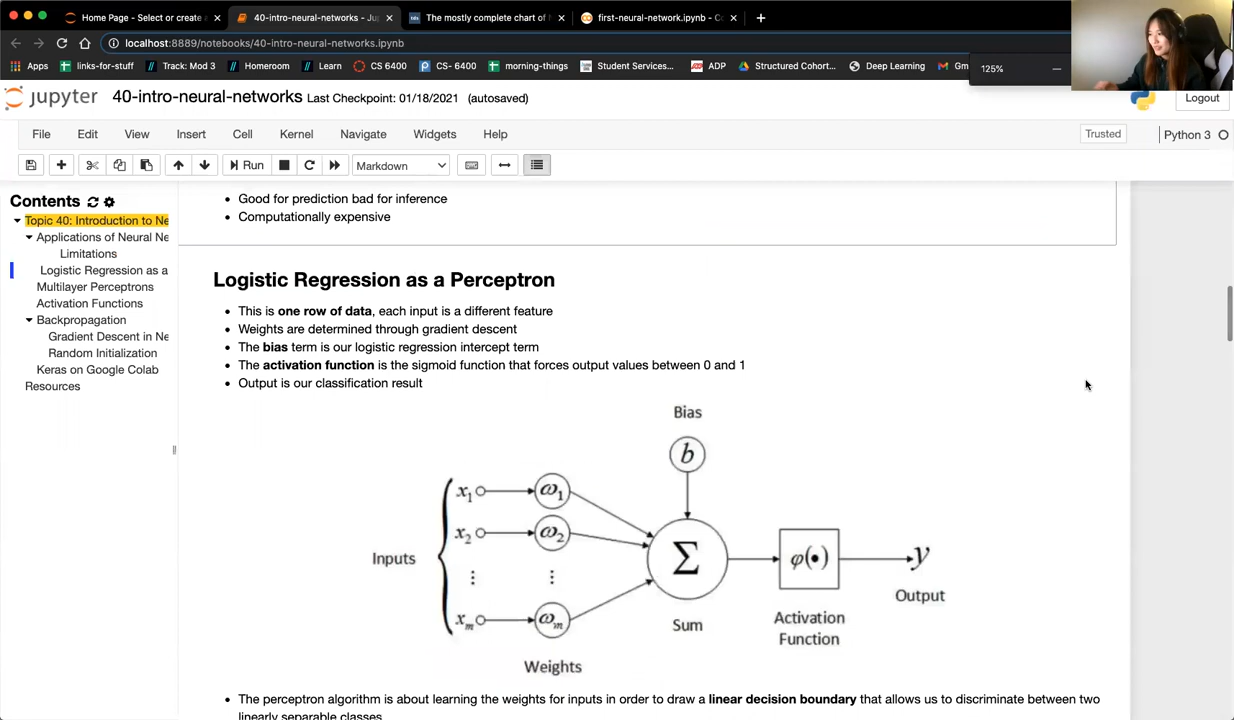 Home Page - Select or create a
40-intro-neural-networks - Ju
The mostly complete chart of
first-neural-network.ipynb - C
localhost:8889/notebooks/40-intro-neural-networks.ipynb
Apps links-for-stuff Track: Mod 3 Homeroom Learn CS 6400 CS- 6400 morning-things Student Services... ADP Structured Cohort... Deep Learning Gm
125%
jupyter 40-intro-neural-networks Last Checkpoint: 01/18/2021 (autosaved)
Logout
File Edit View Insert Cell Kernel Navigate Widgets Help
Trusted
Python 3
Run
Markdown
Contents
Topic 40: Introduction to Ne
Applications of Neural Ne
Limitations
Logistic Regression as a
Multilayer Perceptrons
Activation Functions
Backpropagation
Gradient Descent in Ne
Random Initialization
Keras on Google Colab
Resources
• Good for prediction bad for inference
• Computationally expensive
Logistic Regression as a Perceptron
• This is one row of data, each input is a different feature
• Weights are determined through gradient descent
• The bias term is our logistic regression intercept term
• The activation function is the sigmoid function that forces output values between 0 and 1
• Output is our classification result
Bias
b
x₁ ω₁
x₂ ω₂
⋮ ⋮
xₘ ωₘ
Inputs
Weights
Σ
Sum
φ(•)
Activation
Function
y
Output
• The perceptron algorithm is about learning the weights for inputs in order to draw a linear decision boundary that allows us to discriminate between two
linearly separable classes